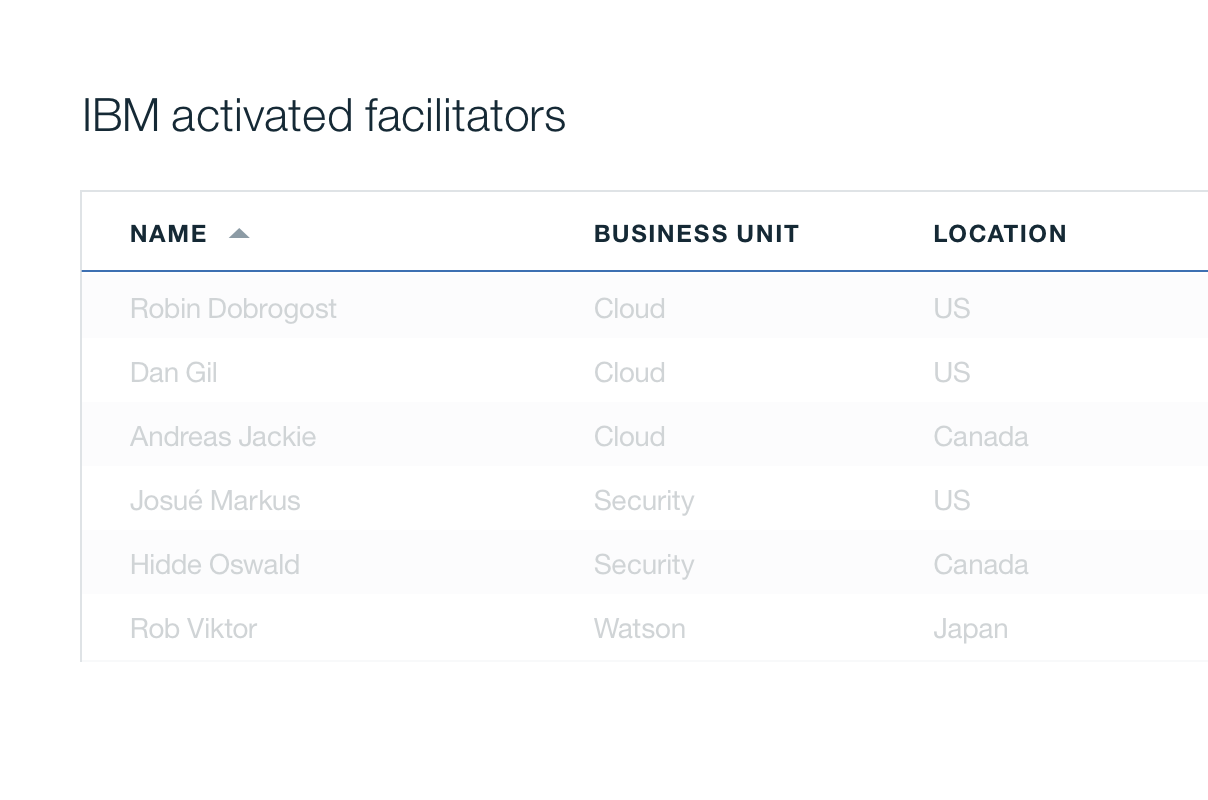 IBM activated facilitators
NAME BUSINESS UNIT LOCATION
Robin Dobrogost Cloud US
Dan Gil Cloud US
Andreas Jackie Cloud Canada
Josué Markus Security US
Hidde Oswald Security Canada
Rob Viktor Watson Japan